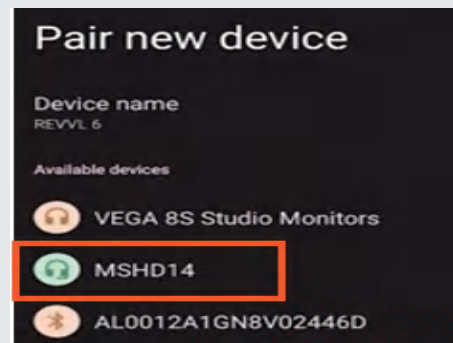 Pair new device
Device name
REVVL 6
Available devices
VEGA 8S Studio Monitors
MSHD14
AL0012A1GN8V02446D